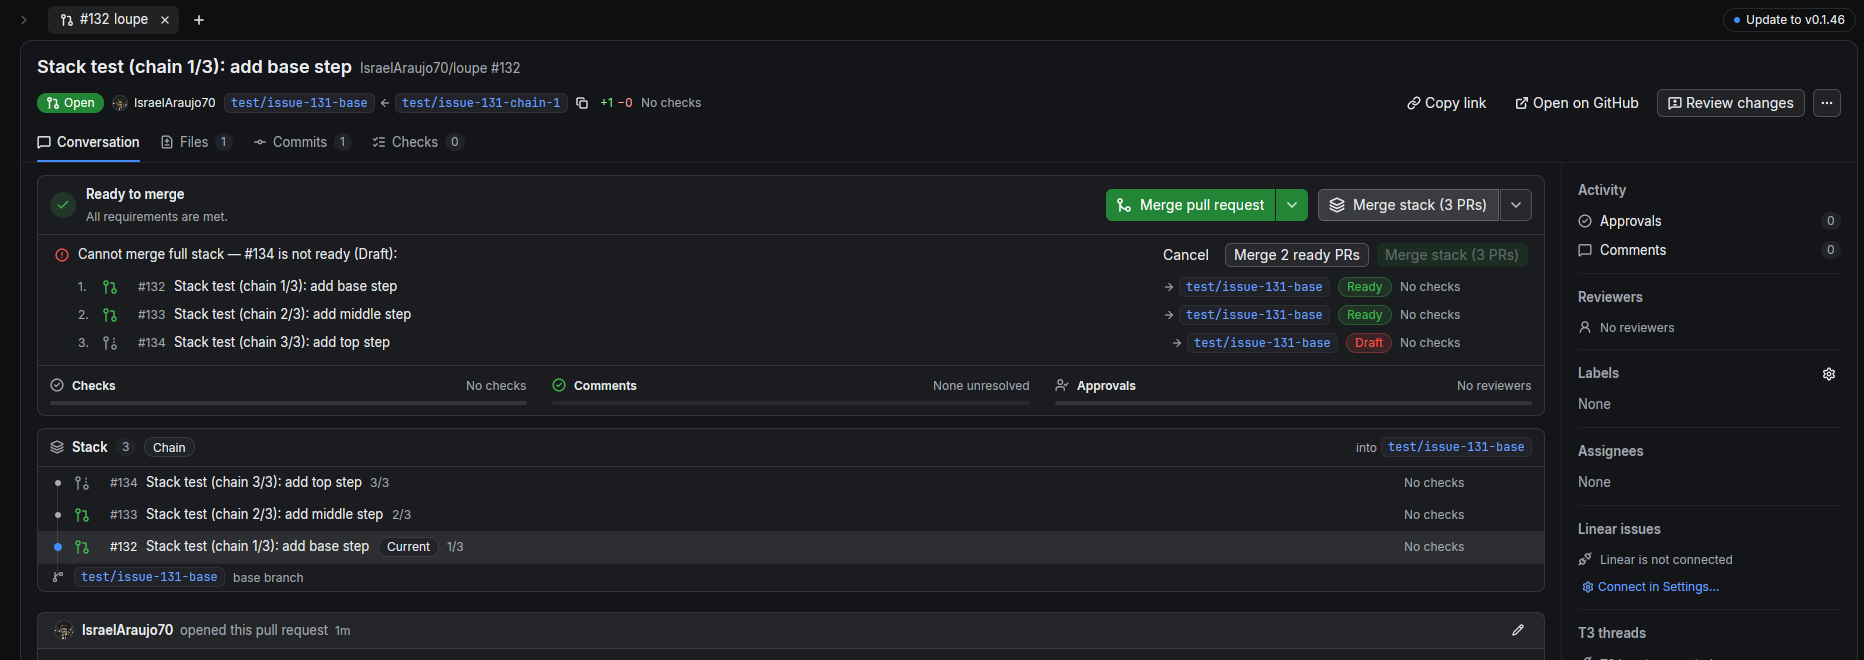 #132 loupe
Update to v0.1.46
Stack test (chain 1/3): add base step IsraelAraujo70/loupe #132
Open IsraelAraujo70 test/issue-131-base ← test/issue-131-chain-1 +1 −0 No checks
Copy link Open on GitHub Review changes ...
Conversation Files 1 Commits 1 Checks 0
Ready to merge
All requirements are met.
Merge pull request Merge stack (3 PRs)
Cannot merge full stack — #134 is not ready (Draft):
Cancel Merge 2 ready PRs Merge stack (3 PRs)
1. #132 Stack test (chain 1/3): add base step → test/issue-131-base Ready No checks
2. #133 Stack test (chain 2/3): add middle step → test/issue-131-base Ready No checks
3. #134 Stack test (chain 3/3): add top step → test/issue-131-base Draft No checks
Checks No checks Comments None unresolved Approvals No reviewers
Stack 3 Chain into test/issue-131-base
#134 Stack test (chain 3/3): add top step 3/3 No checks
#133 Stack test (chain 2/3): add middle step 2/3 No checks
#132 Stack test (chain 1/3): add base step Current 1/3 No checks
test/issue-131-base base branch
IsraelAraujo70 opened this pull request 1m
Activity
Approvals 0
Comments 0
Reviewers
No reviewers
Labels
None
Assignees
None
Linear issues
Linear is not connected
Connect in Settings...
T3 threads